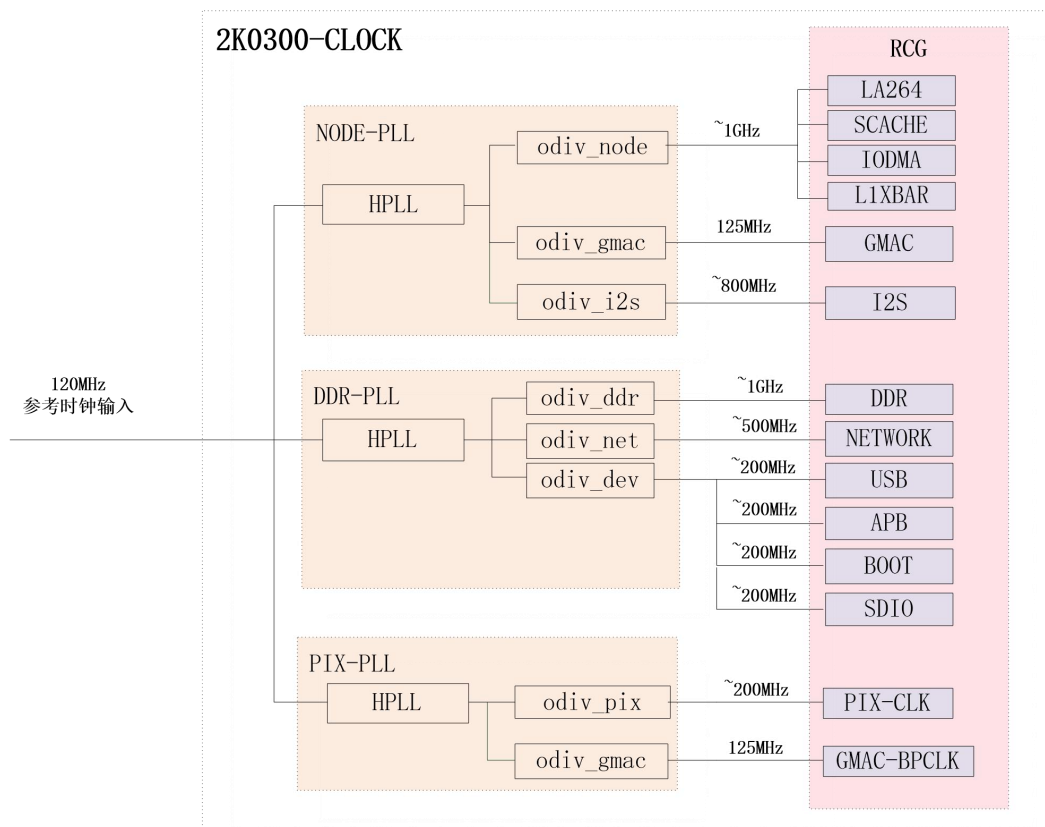 2K0300-CLOCK
RCG
NODE-PLL
HPLL
odiv_node
~1GHz
LA264
SCACHE
IODMA
L1XBAR
odiv_gmac
125MHz
GMAC
odiv_i2s
~800MHz
I2S
120MHz
参考时钟输入
DDR-PLL
HPLL
odiv_ddr
~1GHz
DDR
odiv_net
~500MHz
NETWORK
odiv_dev
~200MHz
USB
~200MHz
APB
~200MHz
BOOT
~200MHz
SDIO
PIX-PLL
HPLL
odiv_pix
~200MHz
PIX-CLK
odiv_gmac
125MHz
GMAC-BPCLK